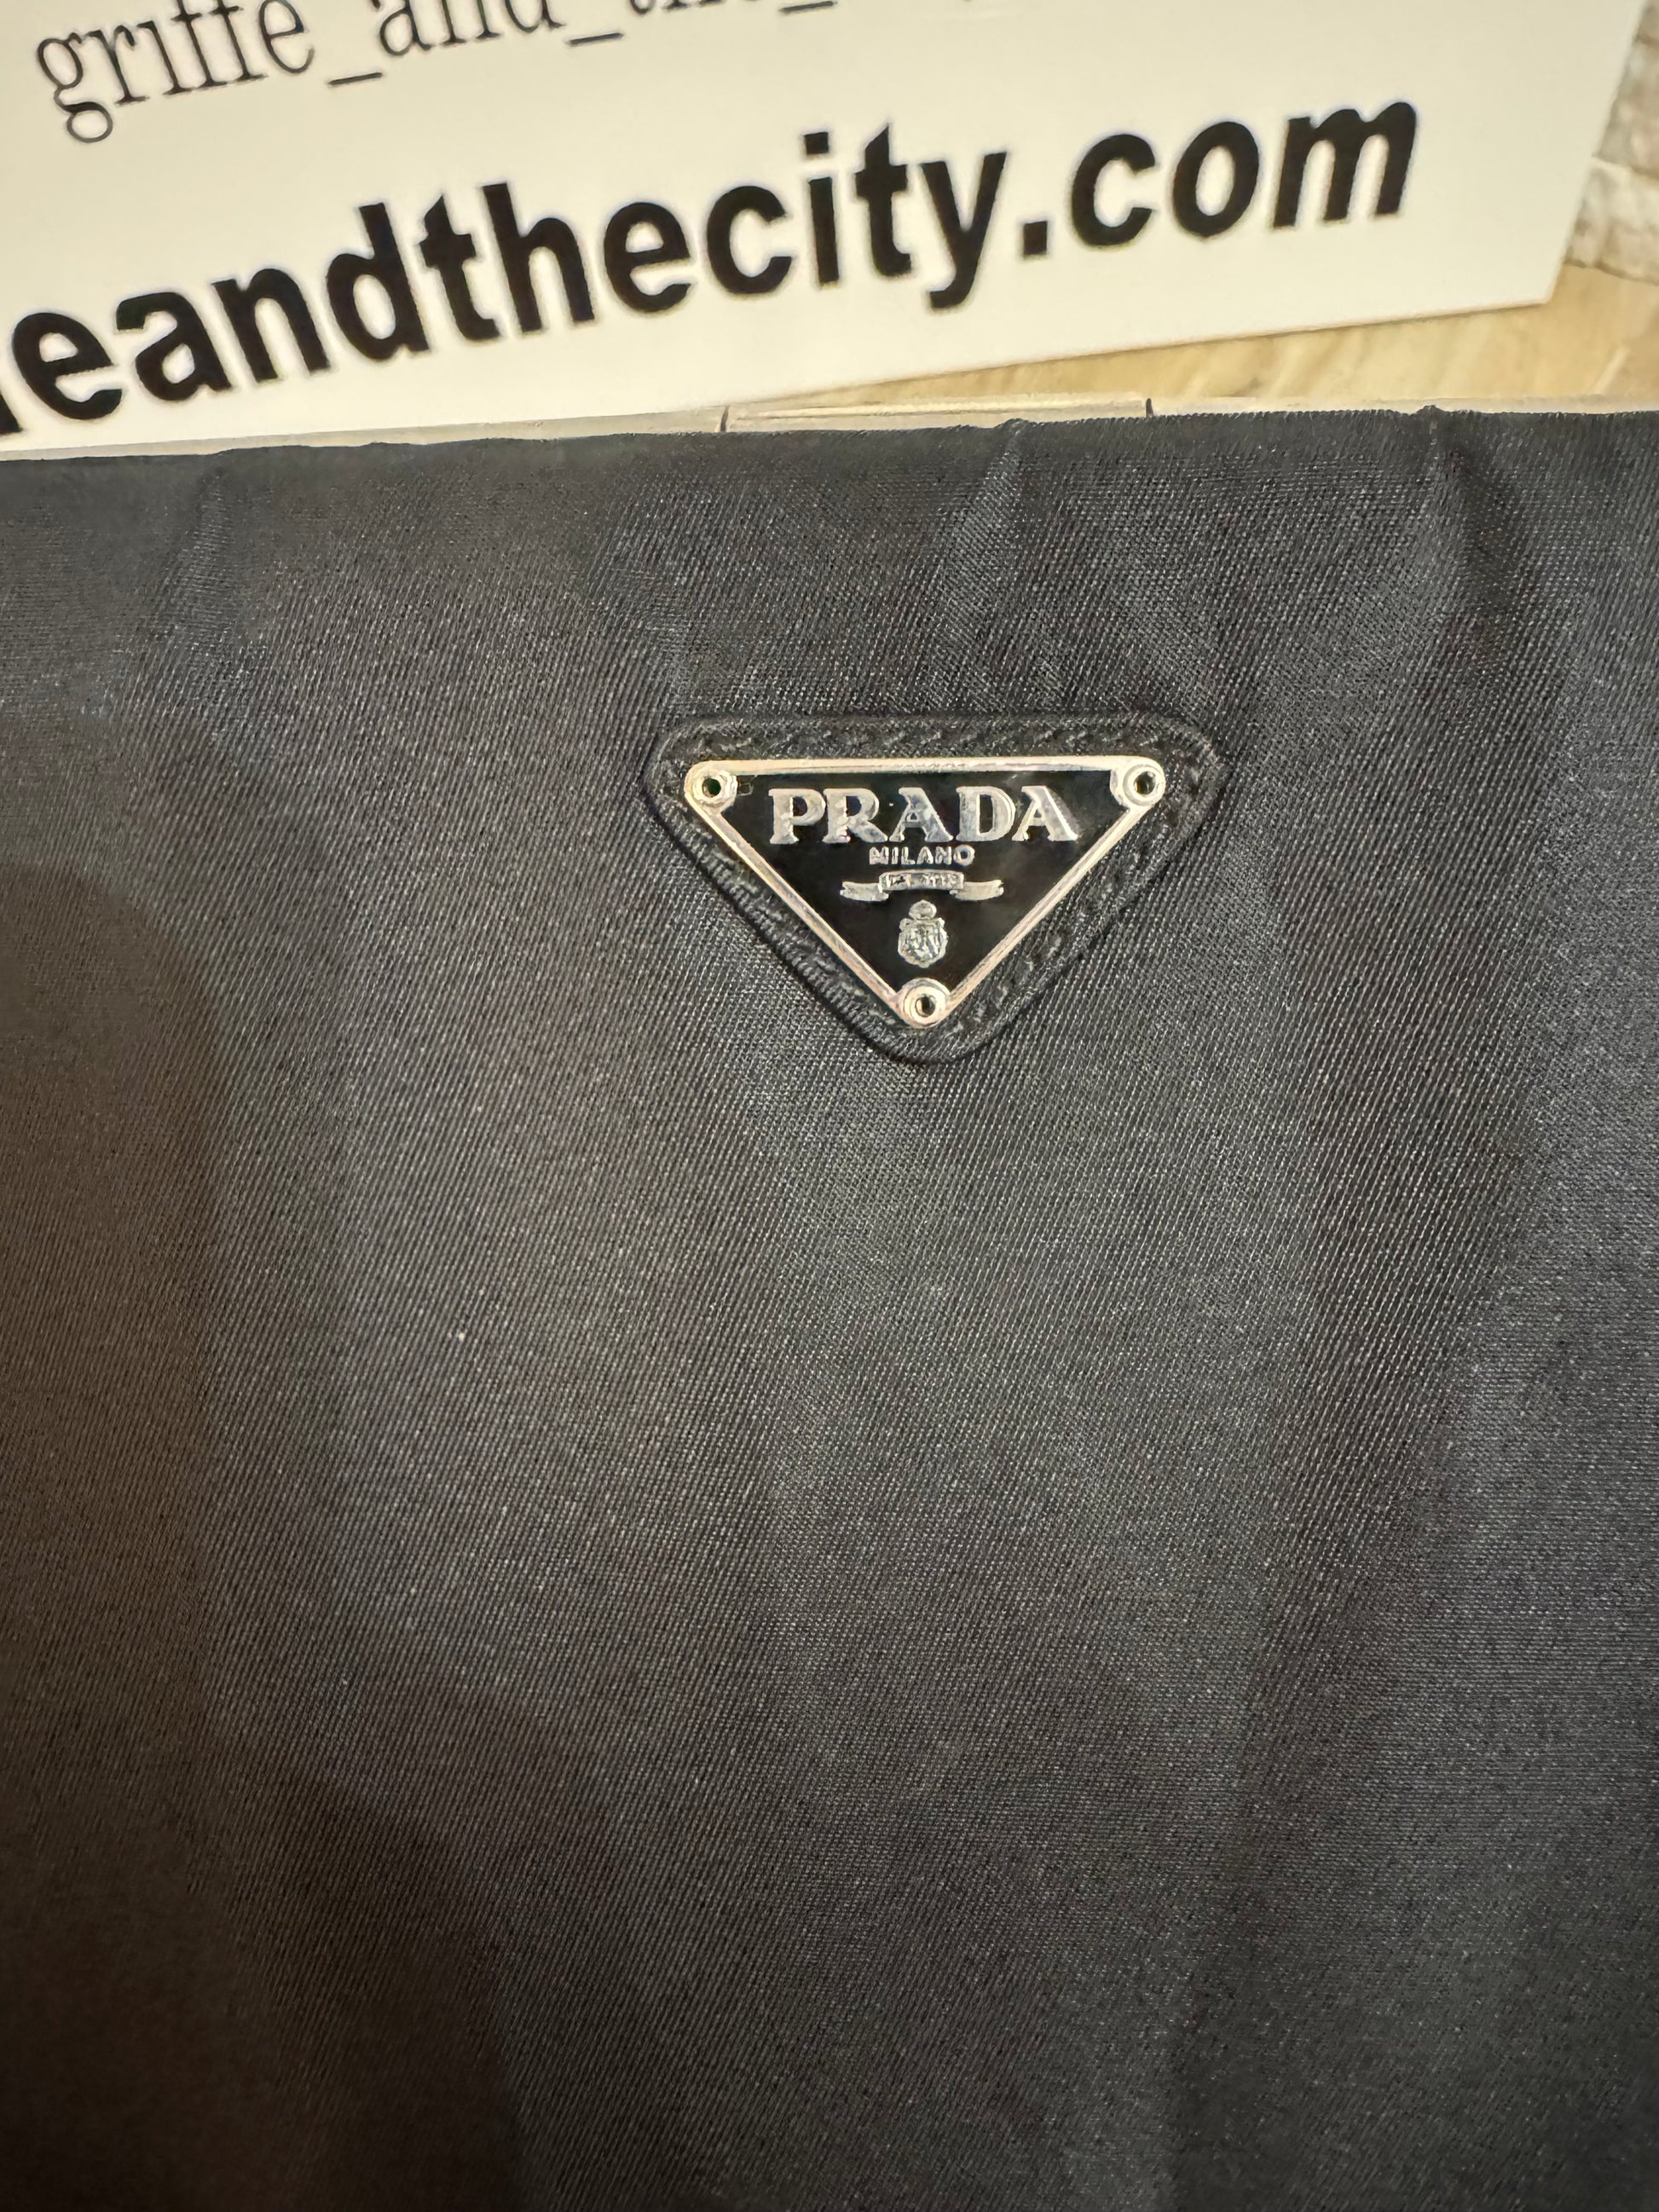 griffe_and_the_
eandthecity.com
PRADA
MILANO